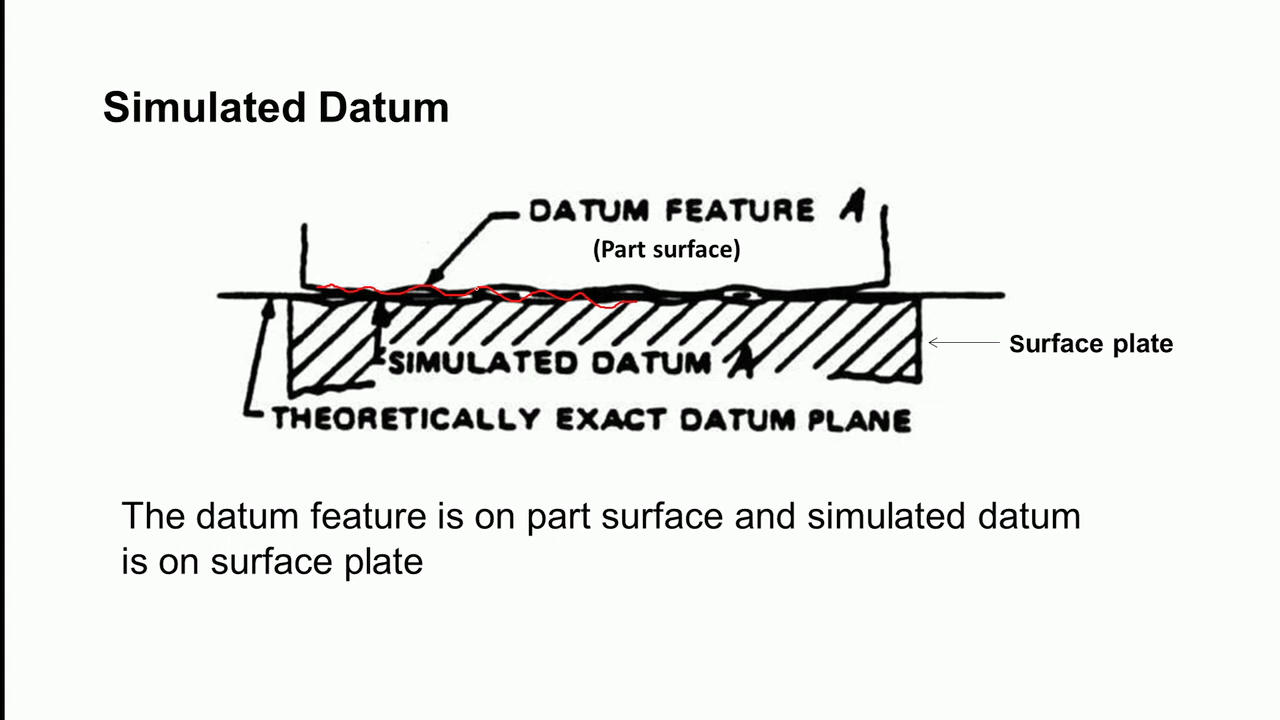 Simulated Datum
DATUM FEATURE A
(Part surface)
Surface plate
SIMULATED DATUM A
THEORETICALLY EXACT DATUM PLANE
The datum feature is on part surface and simulated datum
is on surface plate